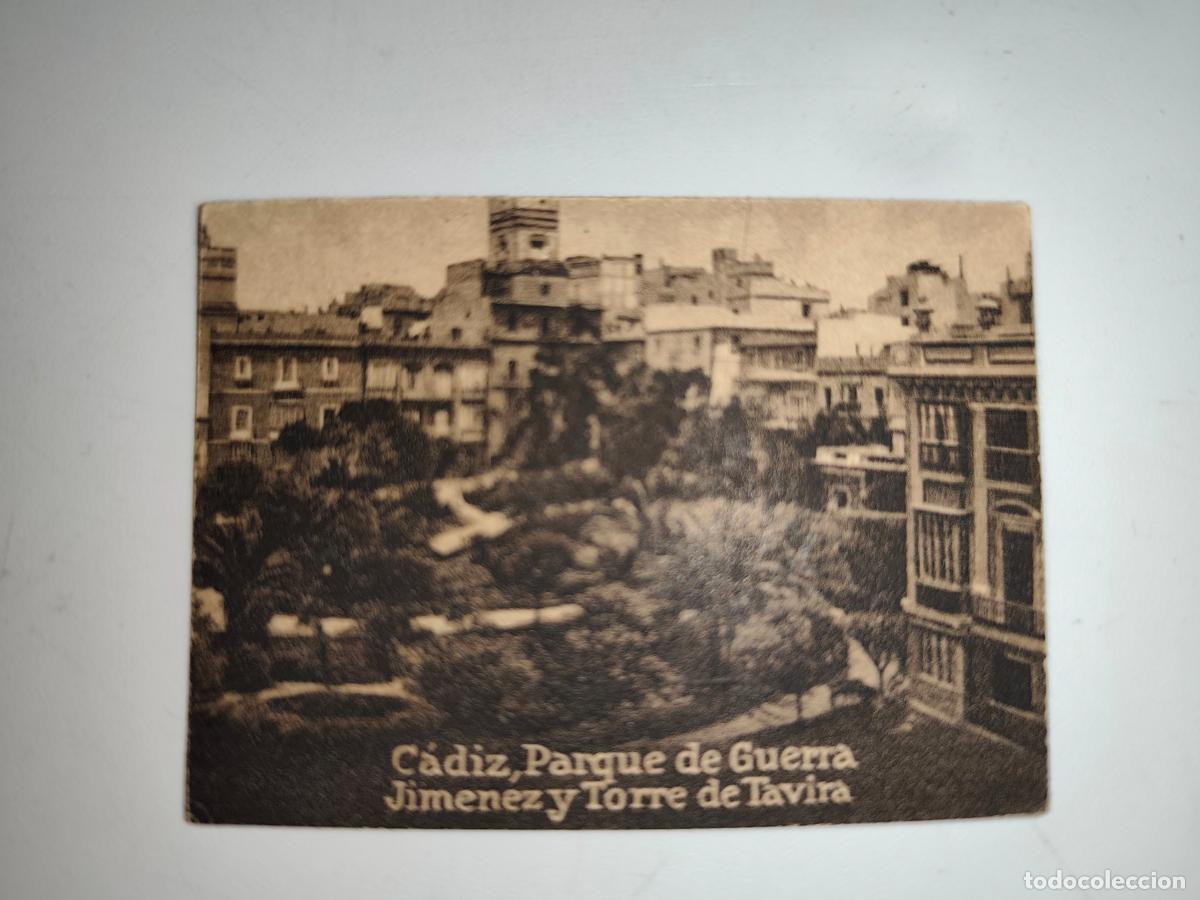 Cádiz, Parque de Guerra
Jimenez y Torre de Tavira
todocoleccion